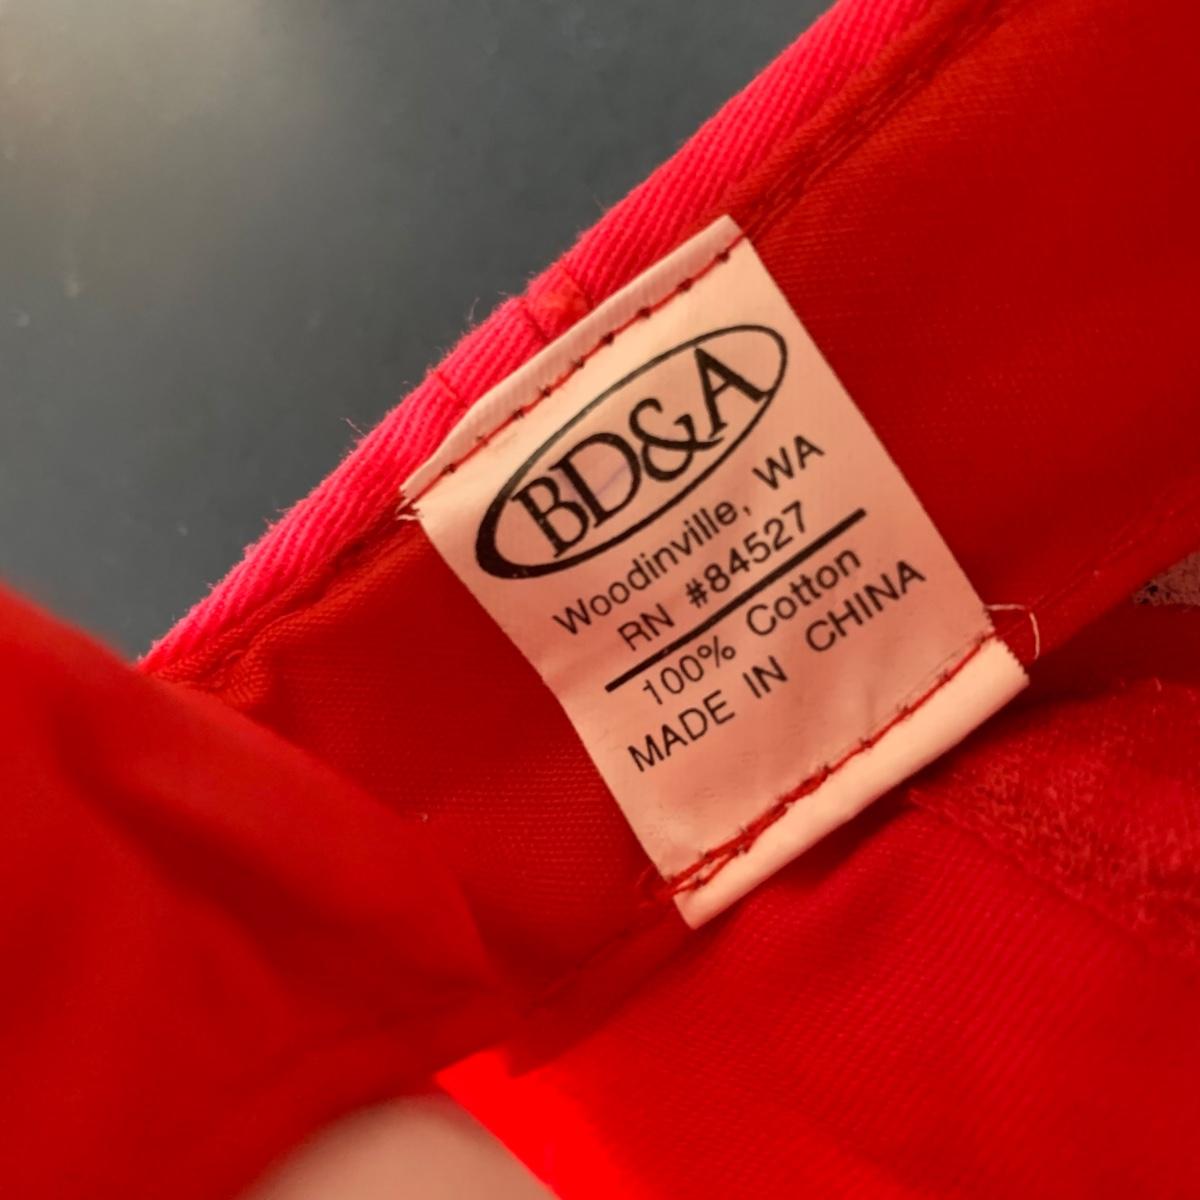 BD&A
Woodinville, WA
RN #84527
100% Cotton
MADE IN CHINA